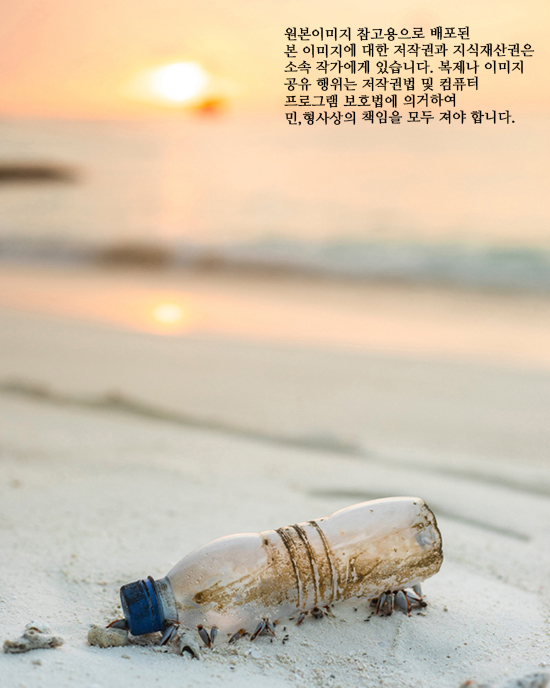 원본이미지 참고용으로 배포된
본 이미지에 대한 저작권과 지식재산권은
소속 작가에게 있습니다. 복제나 이미지
공유 행위는 저작권법 및 컴퓨터
프로그램 보호법에 의거하여
민,형사상의 책임을 모두 져야 합니다.